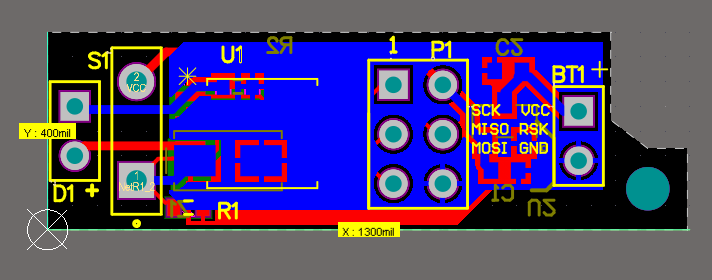 1 P1
U1
R2
C2
S1
BT1 +
2
VCC
SCK VCC
MISO RSK
MOSI GND
Y : 400mil
1
NetR1_2
D1 +
C1
U2
R1
X : 1300mil